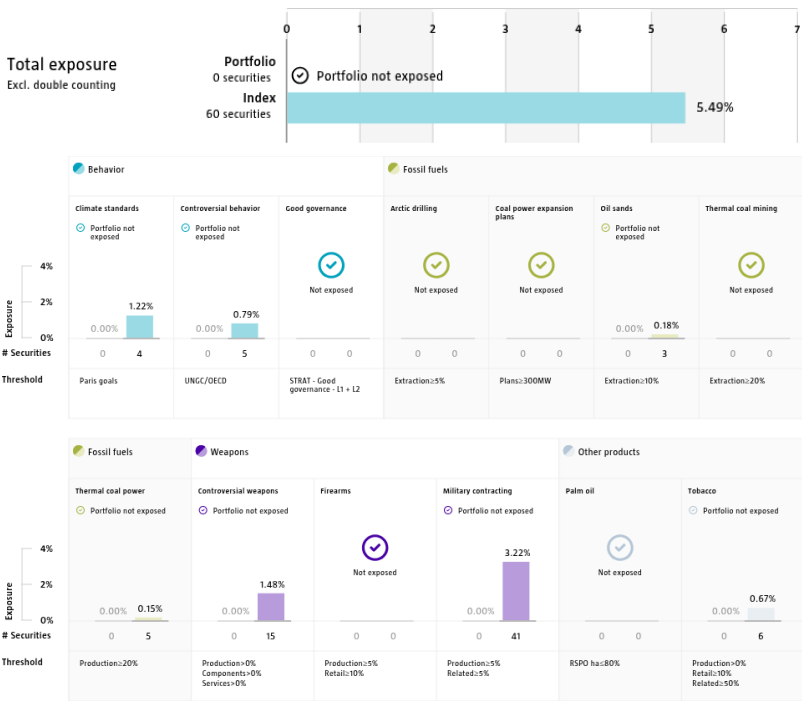 0 1 2 3 4 5 6 7
Total exposure
Excl. double counting
Portfolio
0 securities
Portfolio not exposed
Index
60 securities
5.49%
Behavior
Fossil fuels
Climate standards
Controversial behavior
Good governance
Arctic drilling
Coal power expansion
plans
Oil sands
Thermal coal mining
Portfolio not
exposed
Portfolio not
exposed
Portfolio not
exposed
Not exposed
Not exposed
Not exposed
Not exposed
Exposure
4%
2%
0%
0.00% 1.22%
0.00% 0.79%
0.00% 0.18%
# Securities 0 4 0 5 0 0 0 0 0 0 0 3 0 0
Threshold
Paris goals
UNGC/OECD
STRAT - Good
governance - L1 + L2
Extraction≥5%
Plans≥300MW
Extraction≥10%
Extraction≥20%
Fossil fuels
Weapons
Other products
Thermal coal power
Controversial weapons
Firearms
Military contracting
Palm oil
Tobacco
Portfolio not exposed
Portfolio not exposed
Portfolio not exposed
Portfolio not exposed
Not exposed
Not exposed
Exposure
4%
2%
0%
0.00% 0.15%
0.00% 1.48%
0.00% 3.22%
0.00% 0.67%
# Securities 0 5 0 15 0 0 0 41 0 0 0 6
Threshold
Production≥20%
Production>0%
Components>0%
Services>0%
Production≥5%
Retail≥10%
Production≥5%
Related≥5%
RSPO ha≤80%
Production>0%
Retail≥10%
Related≥50%